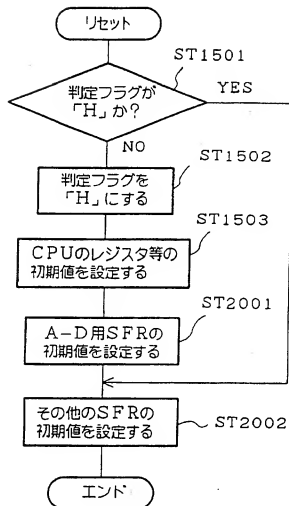 リセット
ST1501
判定フラグが
「H」か?
YES
NO
ST1502
判定フラグを
「H」にする
ST1503
CPUのレジスタ等の
初期値を設定する
ST2001
A-D用SFRの
初期値を設定する
その他のSFRの
初期値を設定する
ST2002
エンド